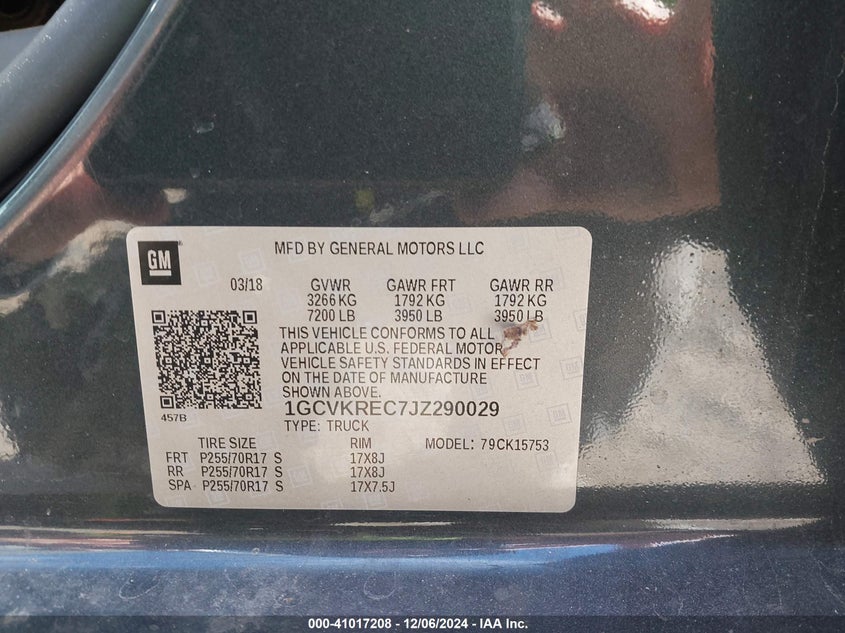 GM
MFD BY GENERAL MOTORS LLC
03/18 GVWR GAWR FRT GAWR RR
3266 KG 1792 KG 1792 KG
7200 LB 3950 LB 3950 LB
THIS VEHICLE CONFORMS TO ALL
APPLICABLE U.S. FEDERAL MOTOR
VEHICLE SAFETY STANDARDS IN EFFECT
ON THE DATE OF MANUFACTURE
SHOWN ABOVE.
457B
1GCVKREC7JZ290029
TYPE: TRUCK
TIRE SIZE RIM MODEL: 79CK15753
FRT P255/70R17 S 17X8J
RR P255/70R17 S 17X8J
SPA P255/70R17 S 17X7.5J
000-41017208 - 12/06/2024 - IAA Inc.